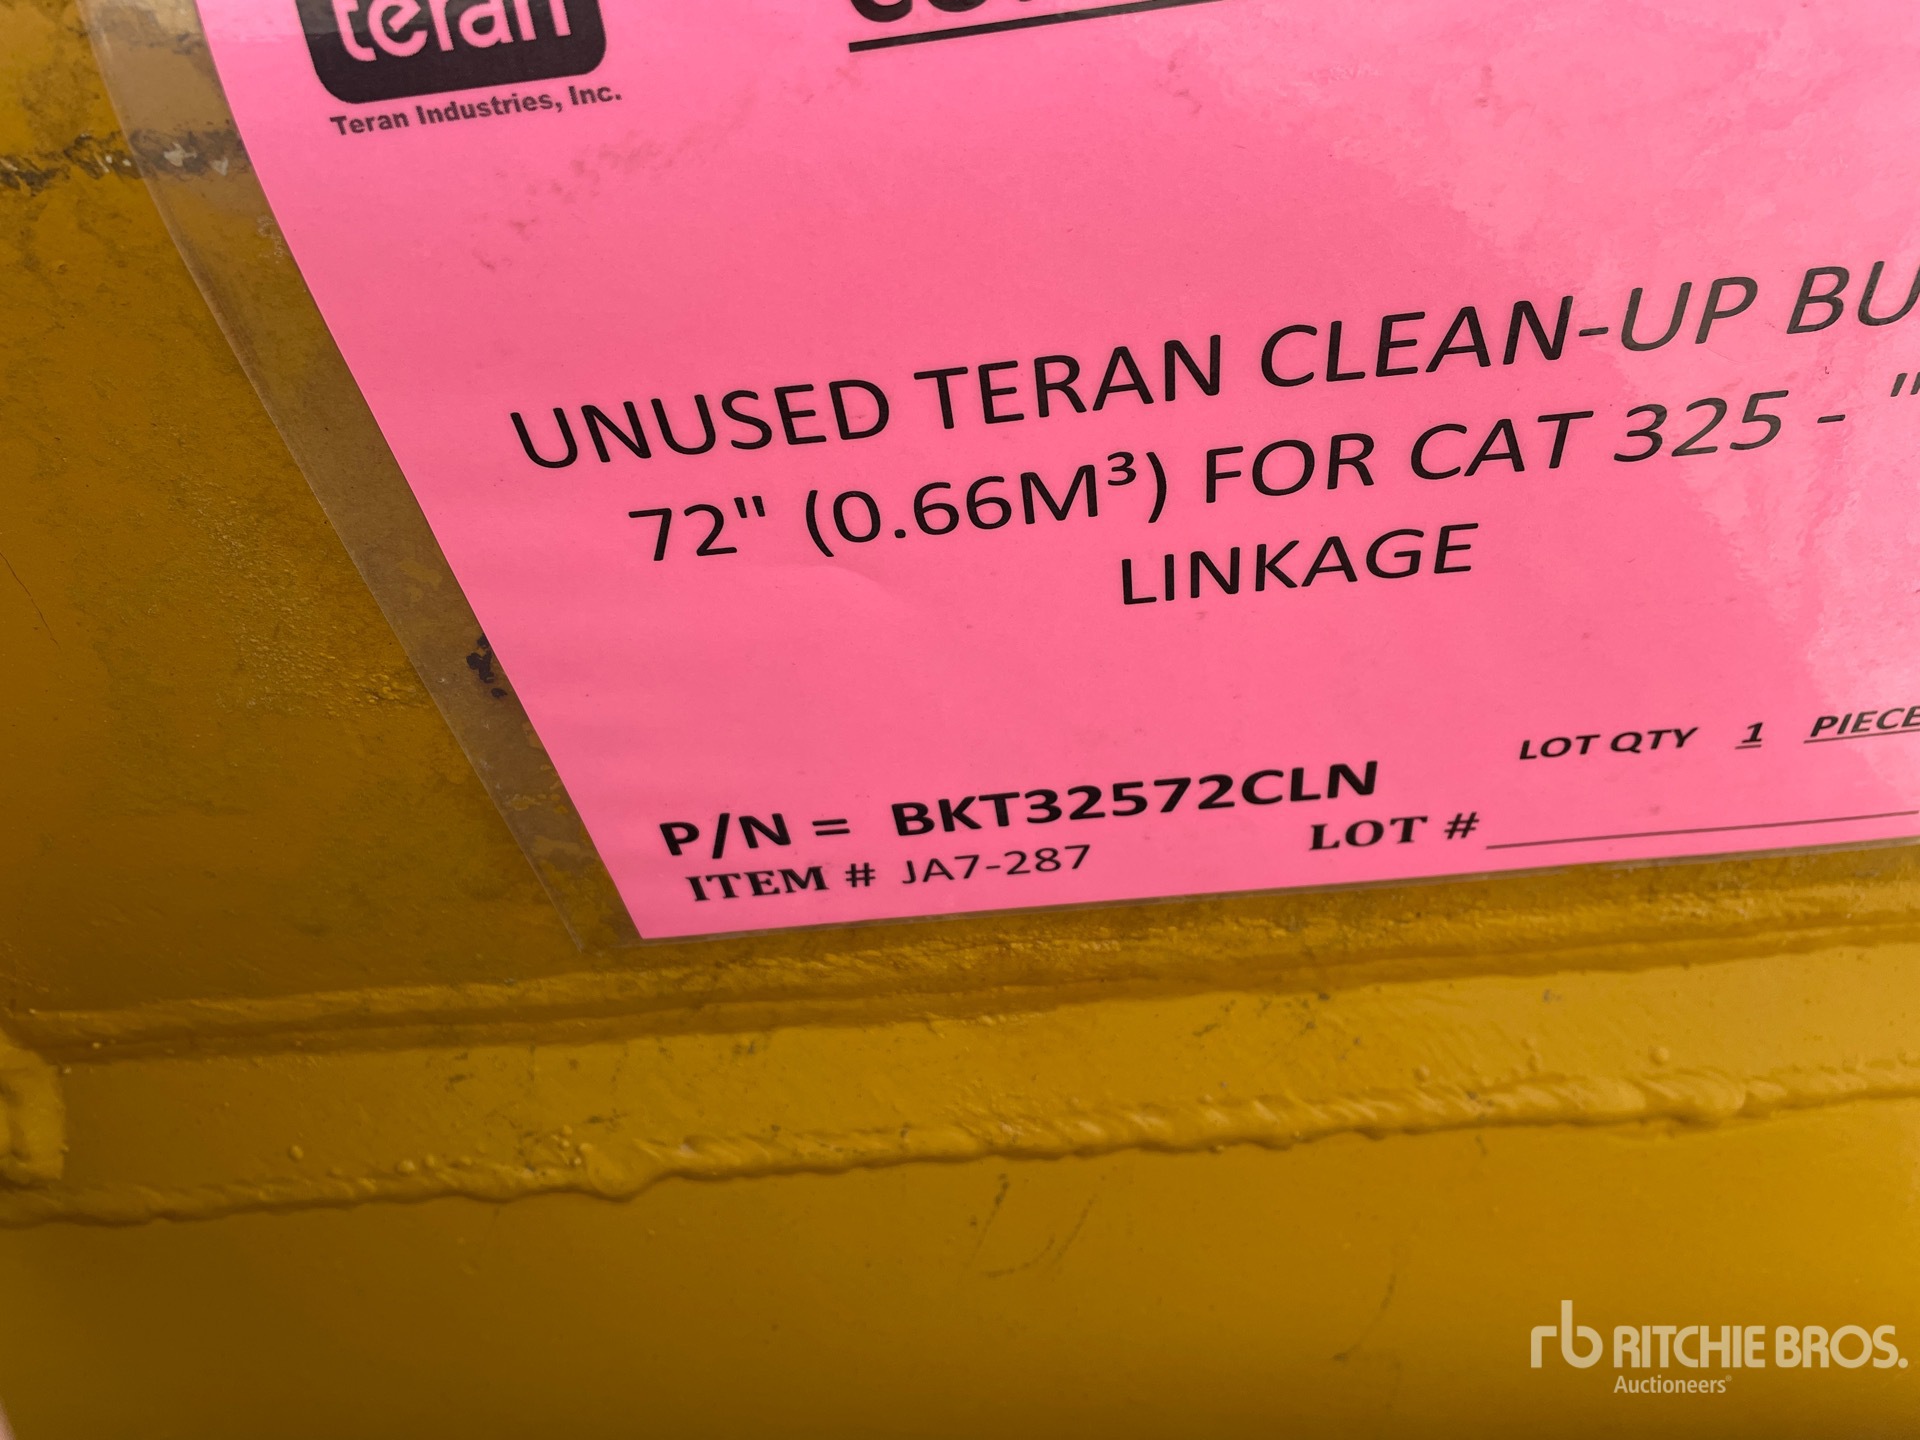 teran
Teran Industries, Inc.
UNUSED TERAN CLEAN-UP BU
72" (0.66M³) FOR CAT 325 - "
LINKAGE
LOT QTY 1 PIECE
P/N = BKT32572CLN
LOT #
ITEM # JA7-287
rb RITCHIE BROS.
Auctioneers